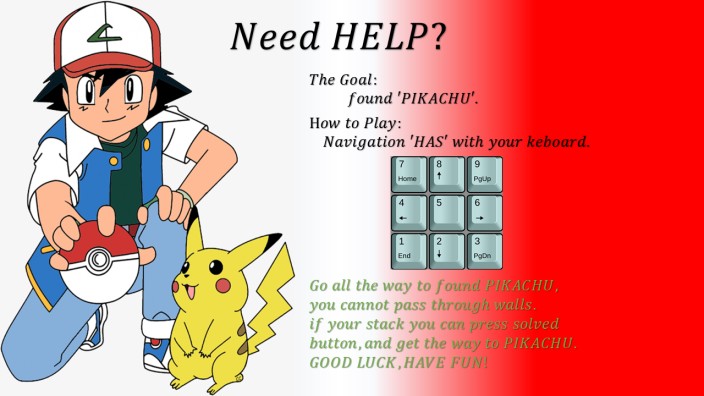 Need HELP?
The Goal:
found 'PIKACHU'.
How to Play:
Navigation 'HAS' with your keboard.
7 8 9
Home ↑ PgUp
4 5 6
← →
1 2 3
End ↓ PgDn
Go all the way to found PIKACHU,
you cannot pass through walls.
if your stack you can press solved
button,and get the way to PIKACHU.
GOOD LUCK,HAVE FUN!